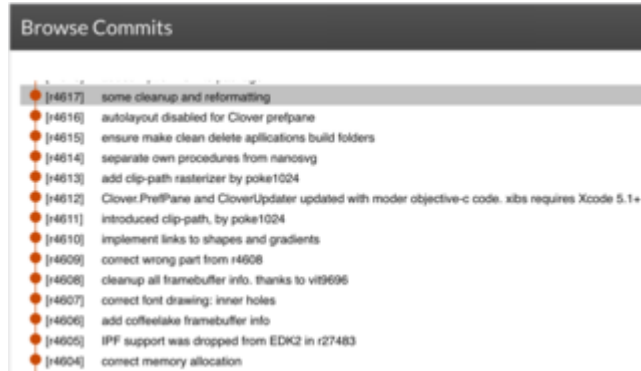 Browse Commits
[r4617] some cleanup and reformatting
[r4616] autolayout disabled for Clover prefpane
[r4615] ensure make clean delete apllications build folders
[r4614] separate own procedures from nanosvg
[r4613] add clip-path rasterizer by poke1024
[r4612] Clover.PrefPane and CloverUpdater updated with moder objective-c code. xibs requires Xcode 5.1+
[r4611] introduced clip-path, by poke1024
[r4610] implement links to shapes and gradients
[r4609] correct wrong part from r4608
[r4608] cleanup all framebuffer info. thanks to vit9696
[r4607] correct font drawing: inner holes
[r4606] add coffeelake framebuffer info
[r4605] IPF support was dropped from EDK2 in r27483
[r4604] correct memory allocation